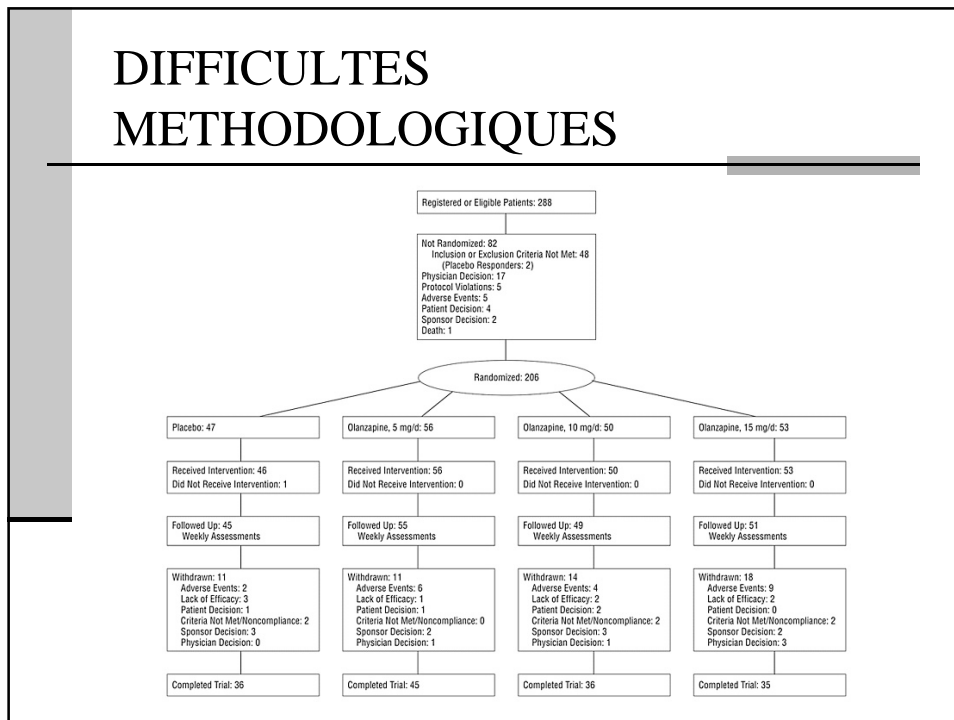 DIFFICULTES
METHODOLOGIQUES
Registered or Eligible Patients: 288
Not Randomized: 82
Inclusion or Exclusion Criteria Not Met: 48
(Placebo Responders: 2)
Physician Decision: 17
Protocol Violations: 5
Adverse Events: 5
Patient Decision: 4
Sponsor Decision: 2
Death: 1
Randomized: 206
Placebo: 47
Received Intervention: 46
Did Not Receive Intervention: 1
Followed Up: 45
Weekly Assessments
Withdrawn: 11
Adverse Events: 2
Lack of Efficacy: 3
Patient Decision: 1
Criteria Not Met/Noncompliance: 2
Sponsor Decision: 3
Physician Decision: 0
Completed Trial: 36
Olanzapine, 5 mg/d: 56
Received Intervention: 56
Did Not Receive Intervention: 0
Followed Up: 55
Weekly Assessments
Withdrawn: 11
Adverse Events: 6
Lack of Efficacy: 1
Patient Decision: 1
Criteria Not Met/Noncompliance: 0
Sponsor Decision: 2
Physician Decision: 1
Completed Trial: 45
Olanzapine, 10 mg/d: 50
Received Intervention: 50
Did Not Receive Intervention: 0
Followed Up: 49
Weekly Assessments
Withdrawn: 14
Adverse Events: 4
Lack of Efficacy: 2
Patient Decision: 2
Criteria Not Met/Noncompliance: 2
Sponsor Decision: 3
Physician Decision: 1
Completed Trial: 36
Olanzapine, 15 mg/d: 53
Received Intervention: 53
Did Not Receive Intervention: 0
Followed Up: 51
Weekly Assessments
Withdrawn: 18
Adverse Events: 9
Lack of Efficacy: 2
Patient Decision: 0
Criteria Not Met/Noncompliance: 2
Sponsor Decision: 2
Physician Decision: 3
Completed Trial: 35